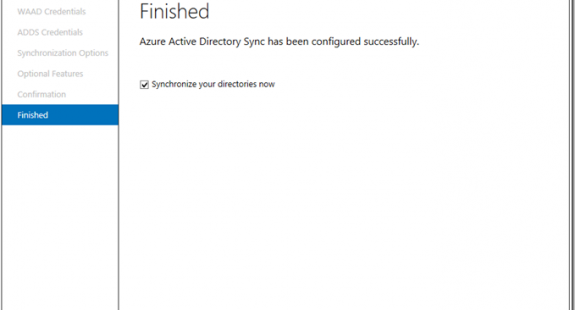 WAAD Credentials
ADDS Credentials
Synchronization Options
Optional Features
Confirmation
Finished
Finished
Azure Active Directory Sync has been configured successfully.
Synchronize your directories now